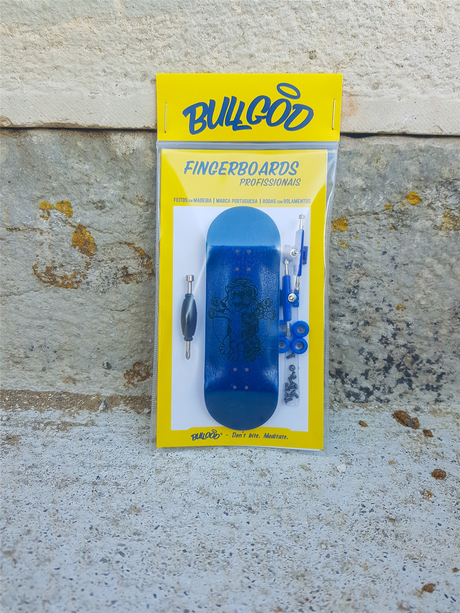 BULLGOD
FINGERBOARDS
PROFISSIONAIS
FEITOS EM MADEIRA | MARCA PORTUGUESA | RODAS COM ROLAMENTOS
BULLGOD - Don't bite. Meditate.